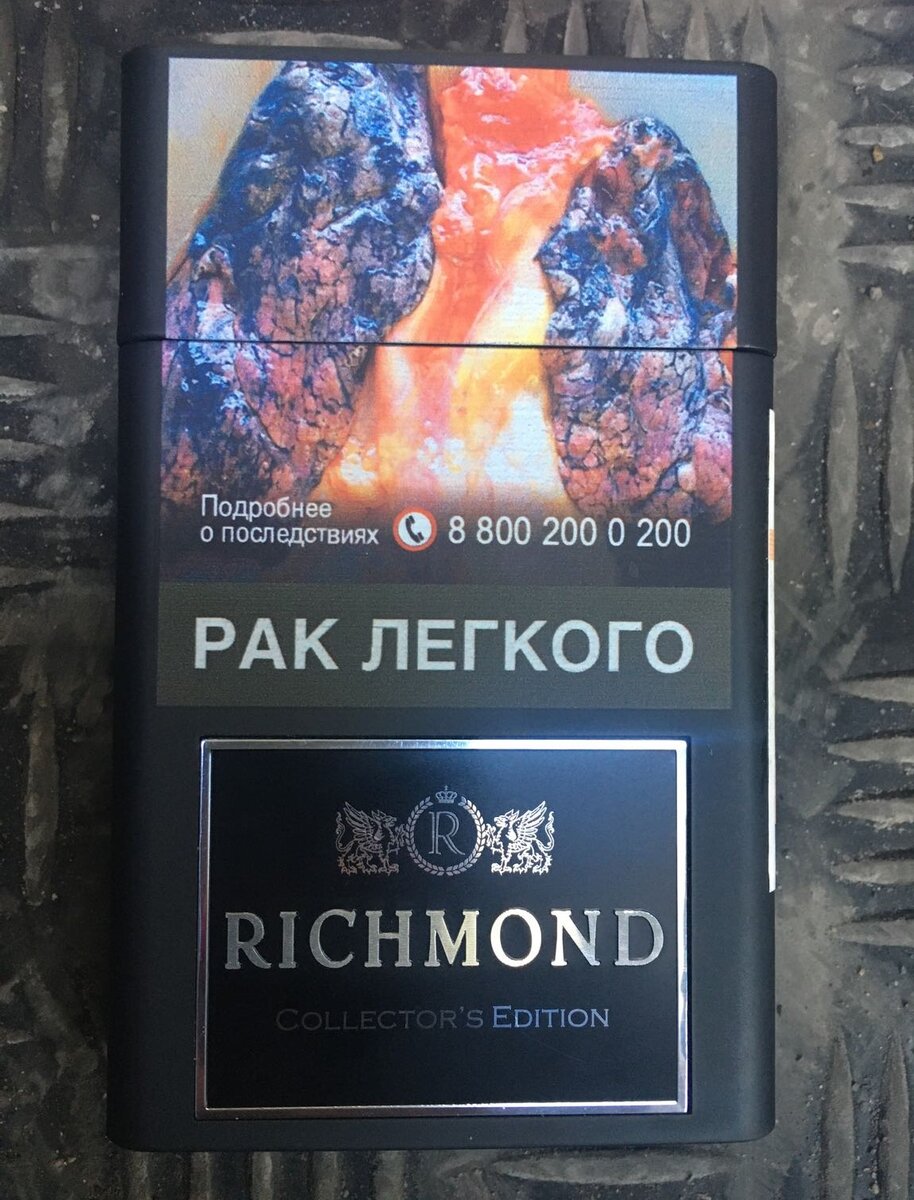 Подробнее
о последствиях 8 800 200 0 200
РАК ЛЕГКОГО
R
RICHMOND
COLLECTOR'S EDITION